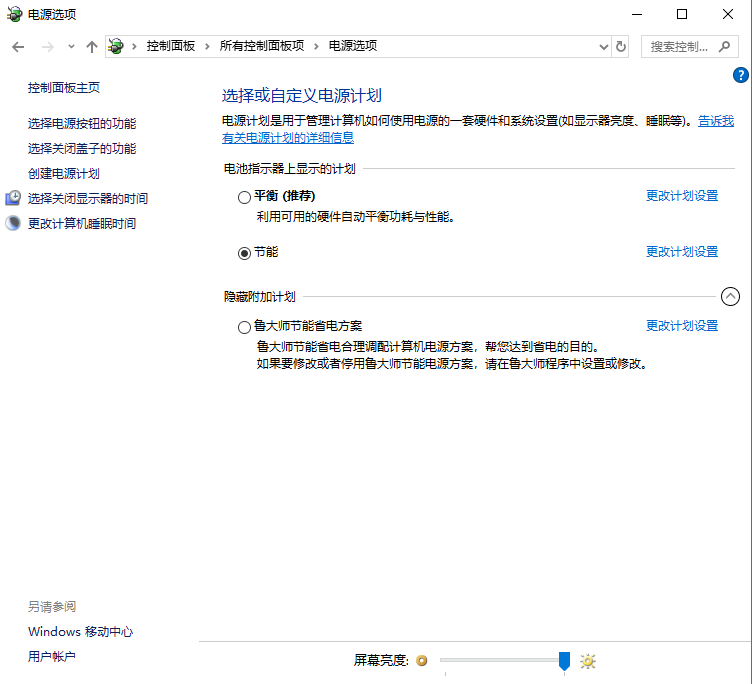 电源选项
控制面板 所有控制面板项 电源选项
搜索控制...
控制面板主页
选择电源按钮的功能
选择关闭盖子的功能
创建电源计划
选择关闭显示器的时间
更改计算机睡眠时间
选择或自定义电源计划
电源计划是用于管理计算机如何使用电源的一套硬件和系统设置(如显示器亮度、睡眠等)。告诉我
有关电源计划的详细信息
电池指示器上显示的计划
平衡 (推荐) 更改计划设置
利用可用的硬件自动平衡功耗与性能。
节能 更改计划设置
隐藏附加计划
鲁大师节能省电方案 更改计划设置
鲁大师节能省电合理调配计算机电源方案，帮您达到省电的目的。
如果要修改或者停用鲁大师节能电源方案，请在鲁大师程序中设置或修改。
另请参阅
Windows 移动中心
用户帐户
屏幕亮度: